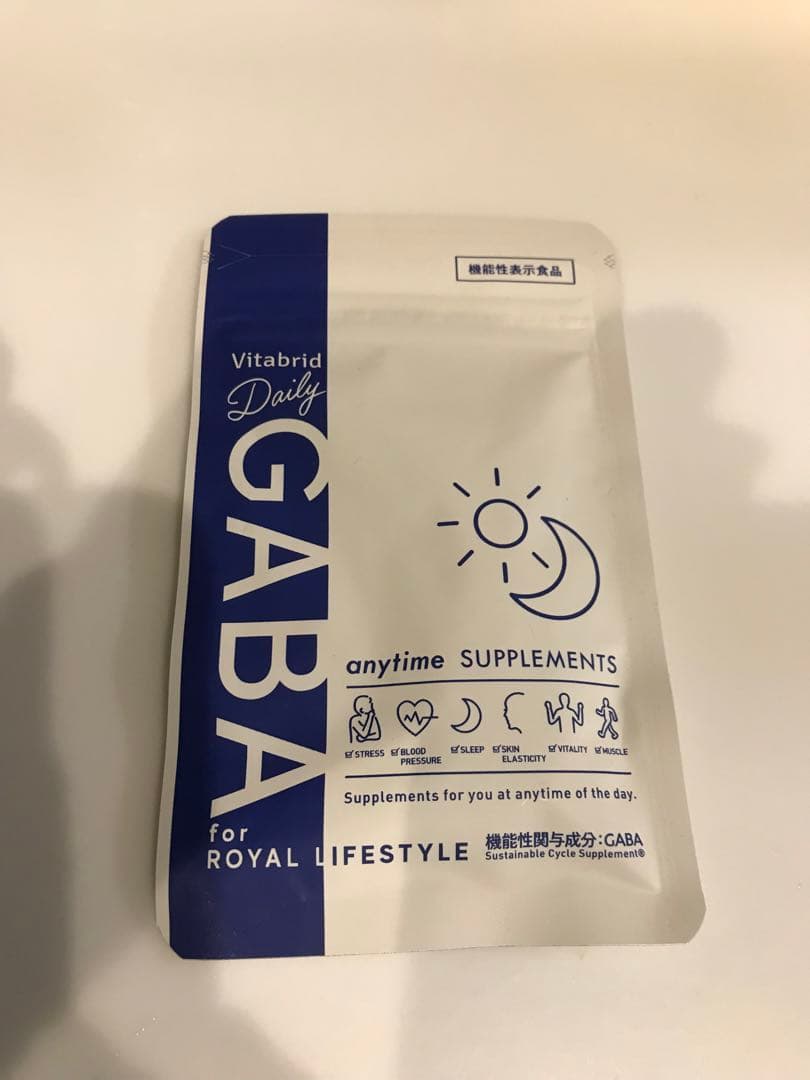 機能性表示食品
Vitabrid
Daily
GABA
for
ROYAL LIFESTYLE
anytime SUPPLEMENTS
STRESS
BLOOD
PRESSURE
SLEEP
SKIN
ELASTICITY
VITALITY
MUSCLE
Supplements for you at anytime of the day.
機能性関与成分:GABA
Sustainable Cycle Supplement®